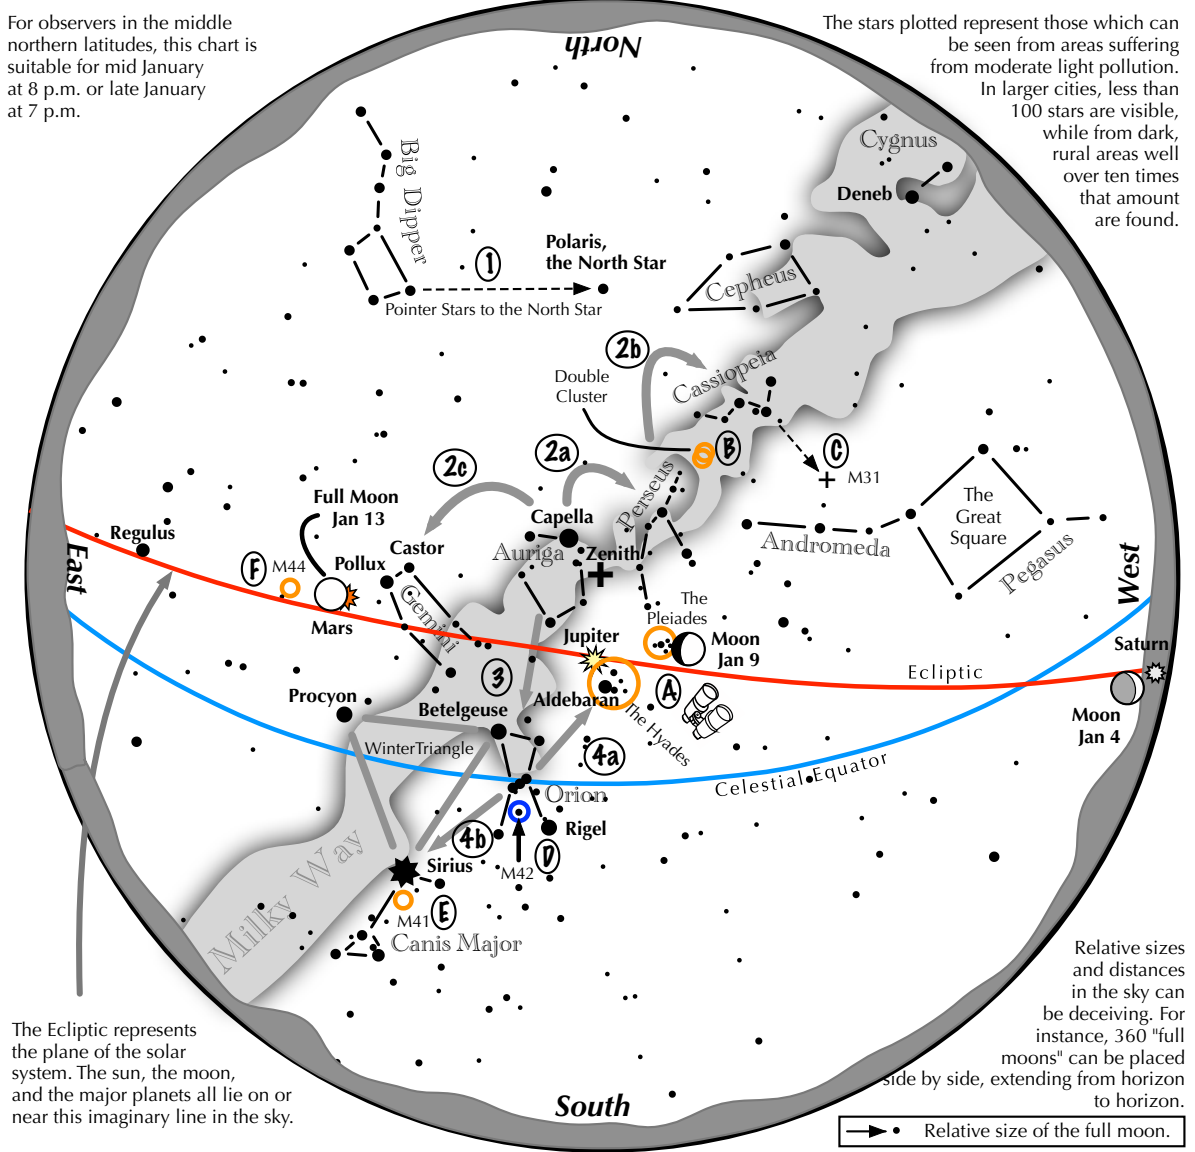 For observers in the middle
northern latitudes, this chart is
suitable for mid January
at 8 p.m. or late January
at 7 p.m.
The stars plotted represent those which can
be seen from areas suffering
from moderate light pollution.
In larger cities, less than
100 stars are visible,
while from dark,
rural areas well
over ten times
that amount
are found.
North
Cygnus
Deneb
Big Dipper
Polaris,
the North Star
1
Pointer Stars to the North Star
Cepheus
2b
Double
Cluster
Cassiopeia
B
C
M31
2c
2a
Perseus
Full Moon
Jan 13
Capella
Auriga
Zenith
Andromeda
The
Great
Square
Pegasus
Regulus
East
F
M44
Pollux
Castor
Gemini
Mars
The
Pleiades
Jupiter
Moon
Jan 9
West
Saturn
Ecliptic
3
A
Aldebaran
The Hyades
Procyon
Betelgeuse
Moon
Jan 4
WinterTriangle
4a
Celestial Equator
Orion
Rigel
4b
D
M42
Sirius
M41
E
Canis Major
Milky Way
The Ecliptic represents
the plane of the solar
system. The sun, the moon,
and the major planets all lie on or
near this imaginary line in the sky.
South
Relative sizes
and distances
in the sky can
be deceiving. For
instance, 360 "full
moons" can be placed
side by side, extending from horizon
to horizon.
Relative size of the full moon.